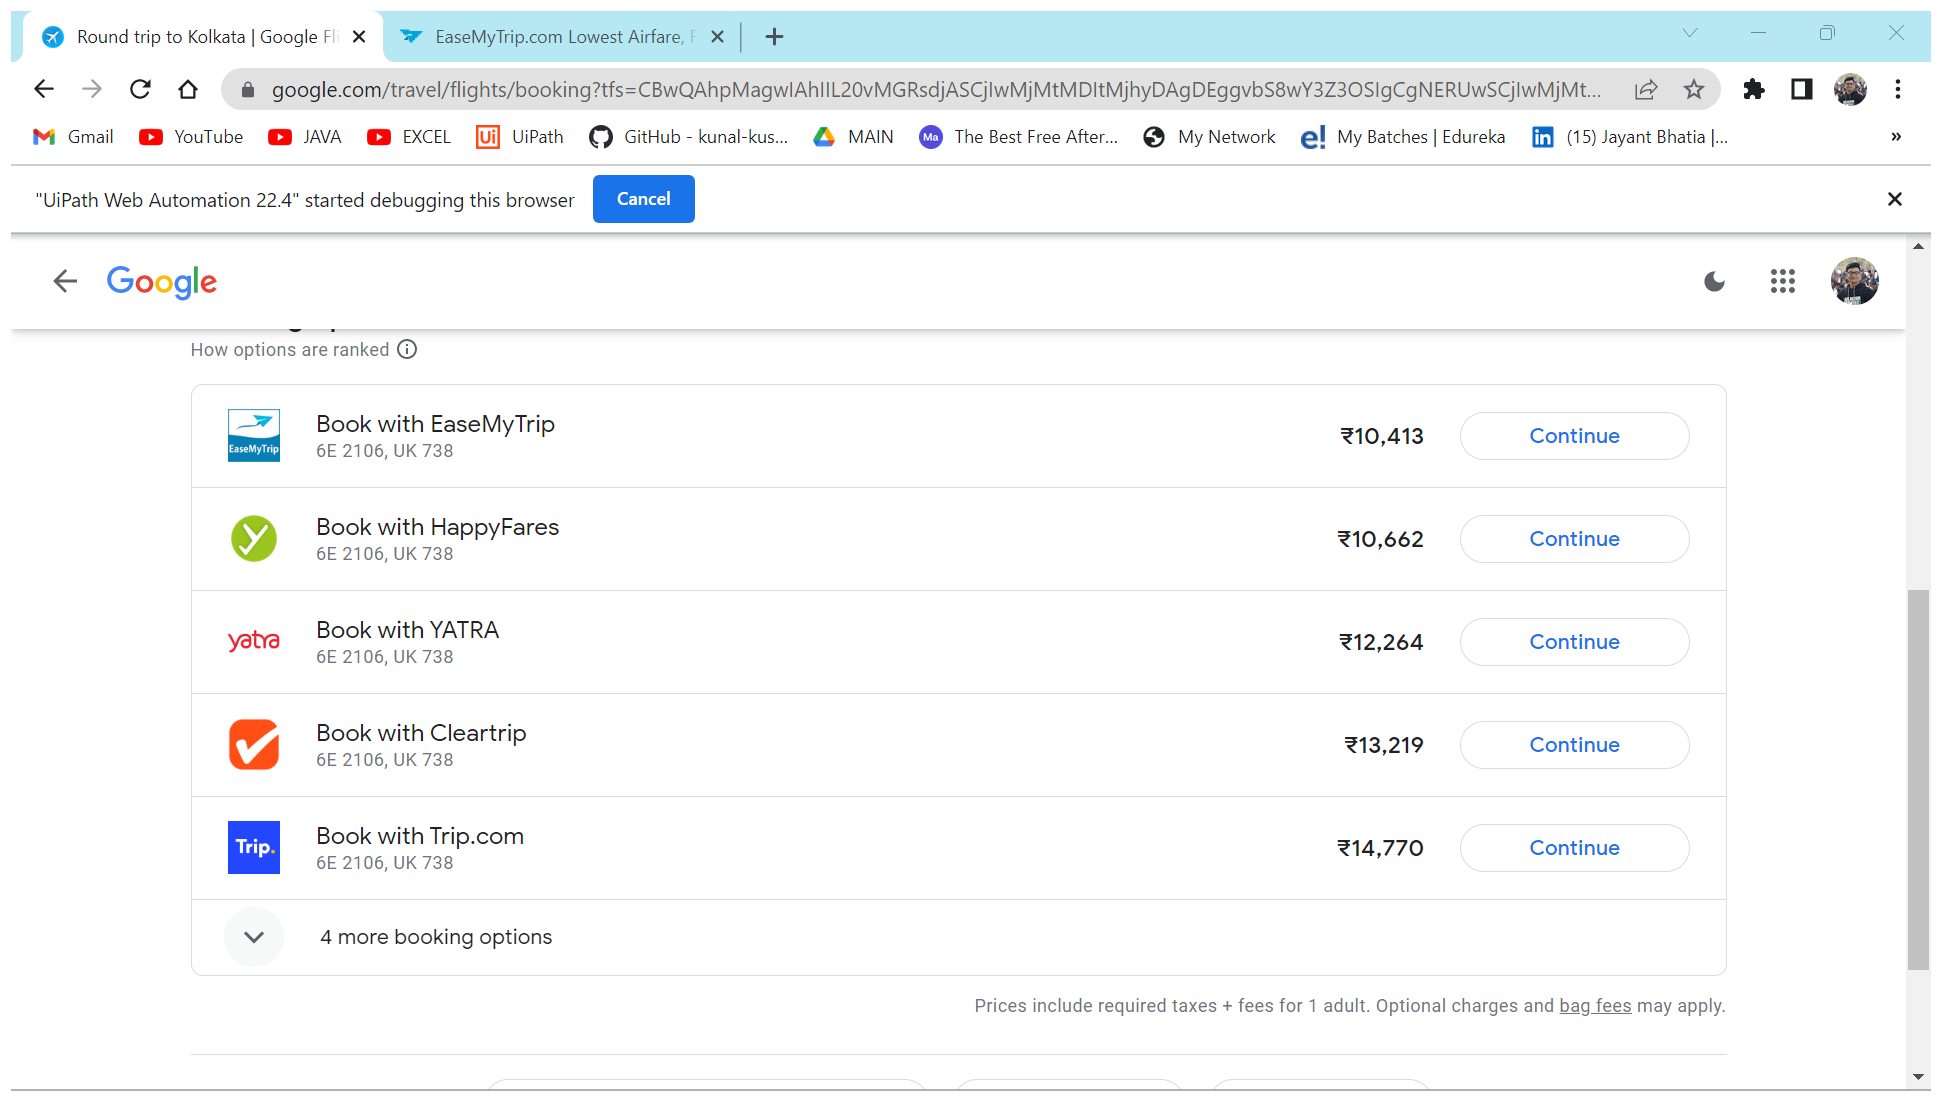 Round trip to Kolkata | Google Fli
EaseMyTrip.com Lowest Airfare, F
google.com/travel/flights/booking?tfs=CBwQAhpMagwIAhIIL20vMGRsdjASCjIwMjMtMDItMjhyDAgDEggvbS8wY3Z3OSIgCgNERUwSCjIwMjMt...
Gmail
YouTube
JAVA
EXCEL
Ui
UiPath
GitHub - kunal-kus...
MAIN
Ma
The Best Free After...
My Network
e!
My Batches | Edureka
in
(15) Jayant Bhatia |...
»
"UiPath Web Automation 22.4" started debugging this browser
Cancel
Google
How options are ranked
EaseMyTrip
Book with EaseMyTrip
6E 2106, UK 738
₹10,413
Continue
Book with HappyFares
6E 2106, UK 738
₹10,662
Continue
yatra
Book with YATRA
6E 2106, UK 738
₹12,264
Continue
Book with Cleartrip
6E 2106, UK 738
₹13,219
Continue
Trip.
Book with Trip.com
6E 2106, UK 738
₹14,770
Continue
4 more booking options
Prices include required taxes + fees for 1 adult. Optional charges and bag fees may apply.